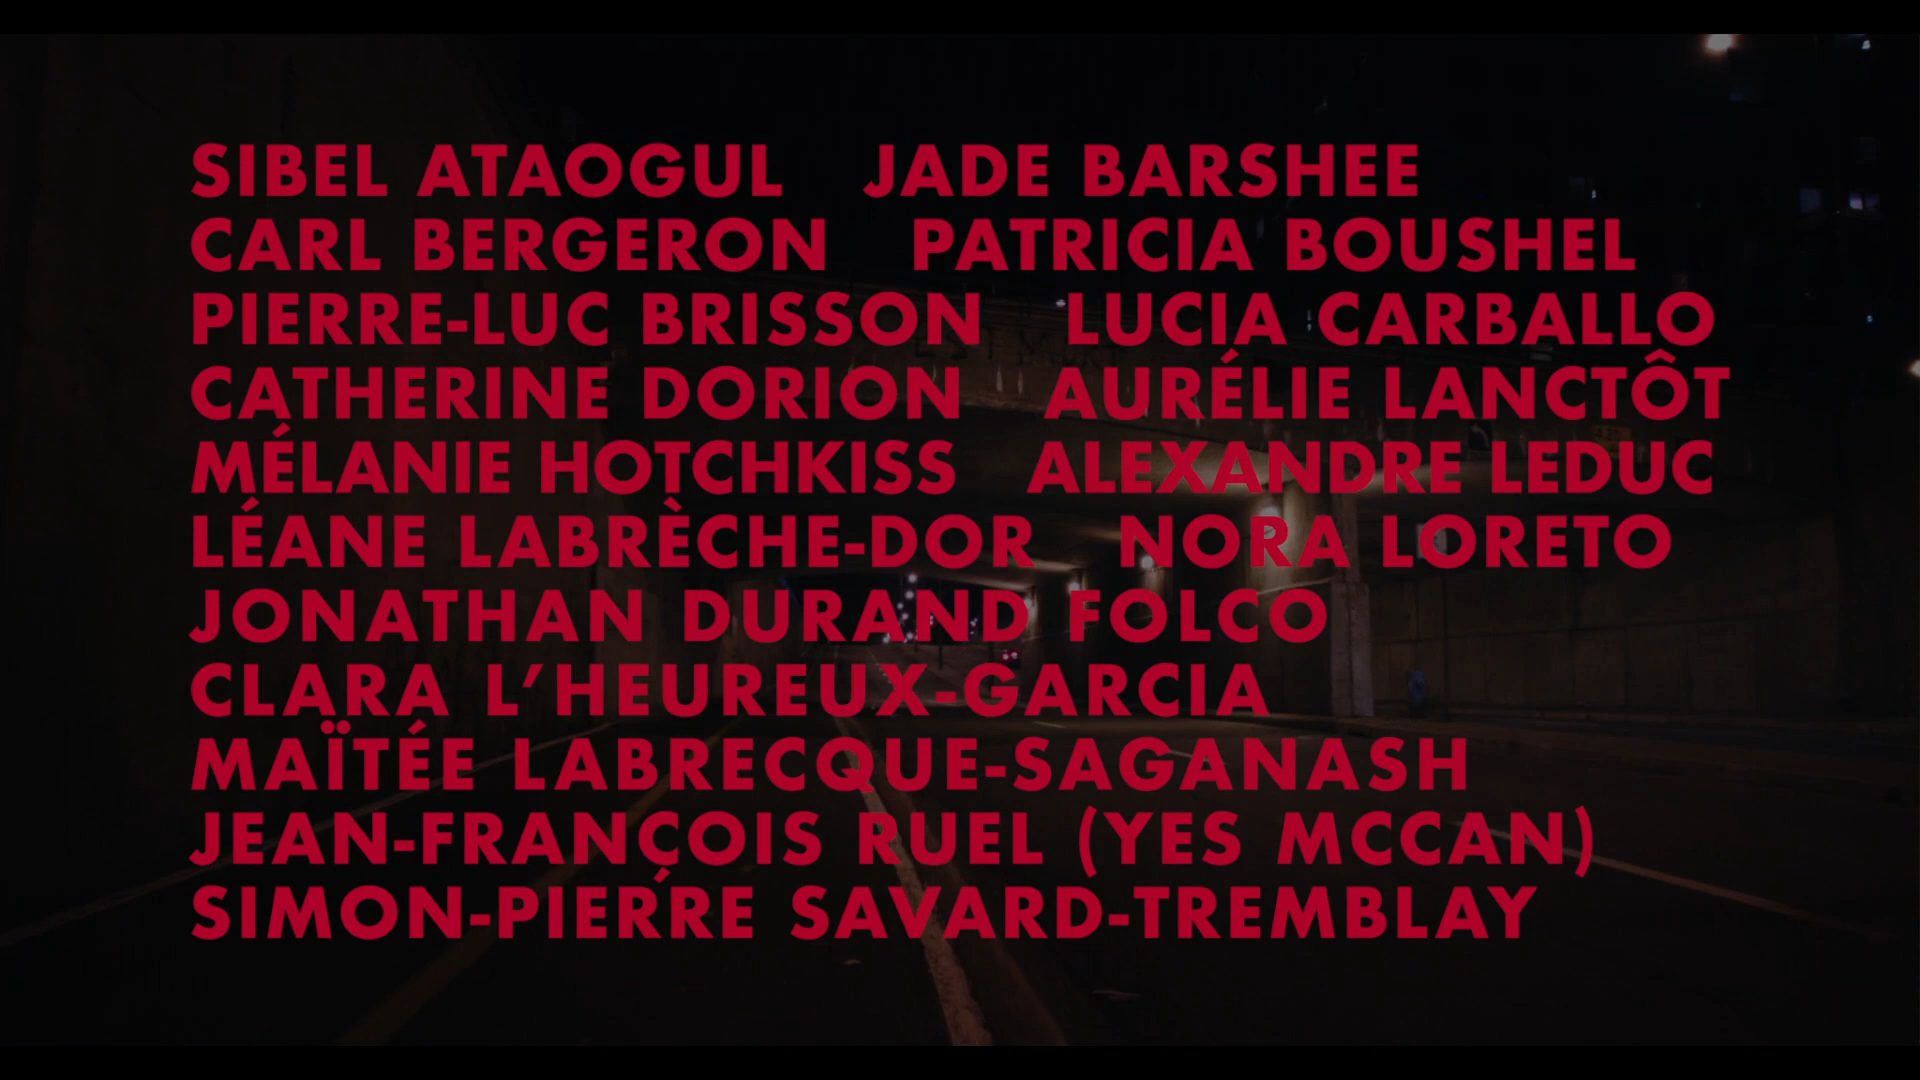 SIBEL ATAOGUL JADE BARSHEE
CARL BERGERON PATRICIA BOUSHEL
PIERRE-LUC BRISSON LUCIA CARBALLO
CATHERINE DORION AURÉLIE LANCTÔT
MÉLANIE HOTCHKISS ALEXANDRE LEDUC
LÉANE LABRÈCHE-DOR NORA LORETO
JONATHAN DURAND FOLCO
CLARA L’HEUREUX-GARCIA
MAÏTÉE LABRECQUE-SAGANASH
JEAN-FRANÇOIS RUEL (YES MCCAN)
SIMON-PIERRE SAVARD-TREMBLAY